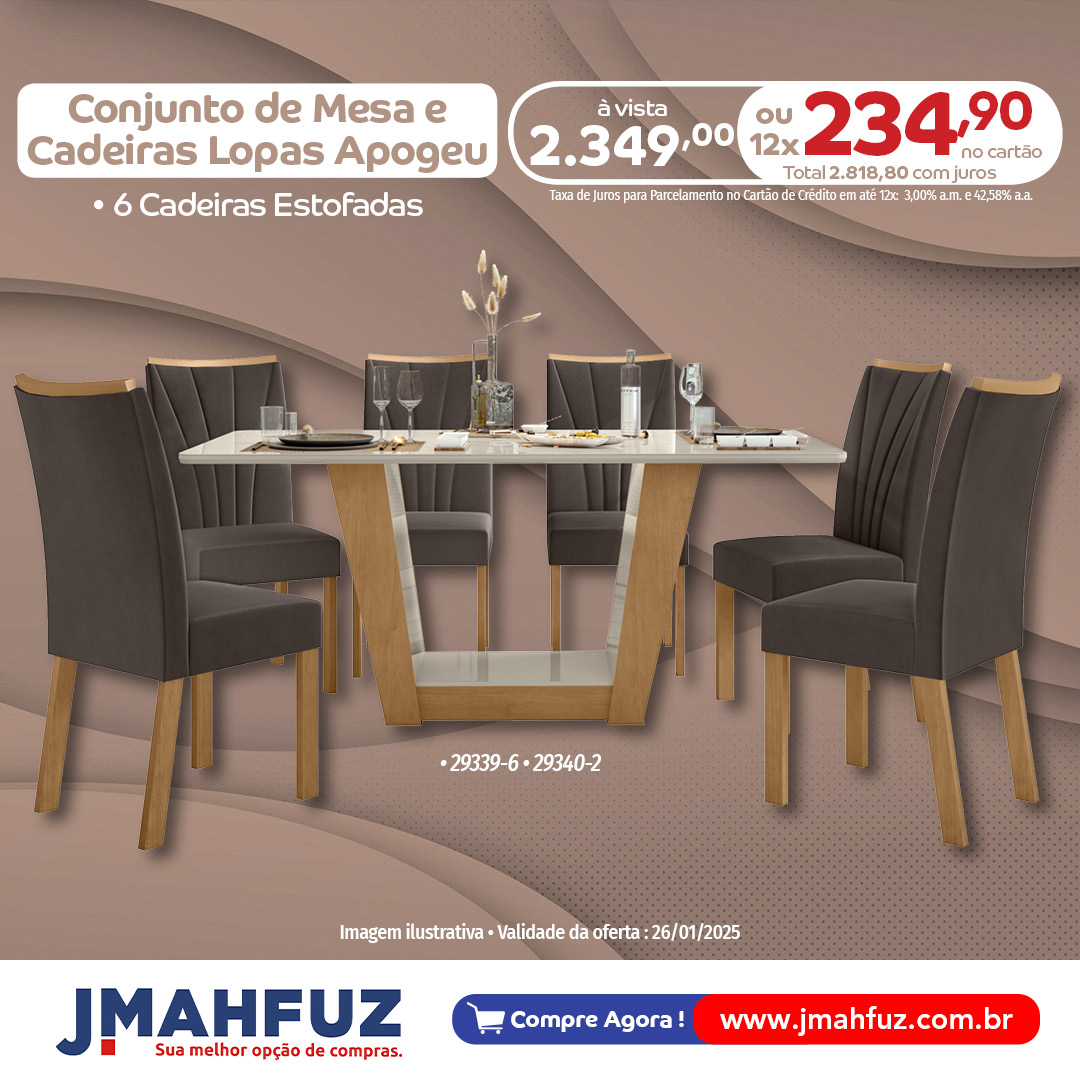 Conjunto de Mesa e
Cadeiras Lopas Apogeu
• 6 Cadeiras Estofadas
à vista
2.349,00
ou
12x 234,90
no cartão
Total 2.818,80 com juros
Taxa de Juros para Parcelamento no Cartão de Crédito em até 12x: 3,00% a.m. e 42,58% a.a.
• 29339-6 • 29340-2
Imagem ilustrativa • Validade da oferta : 26/01/2025
JMAHFUZ
Sua melhor opção de compras.
Compre Agora !
www.jmahfuz.com.br